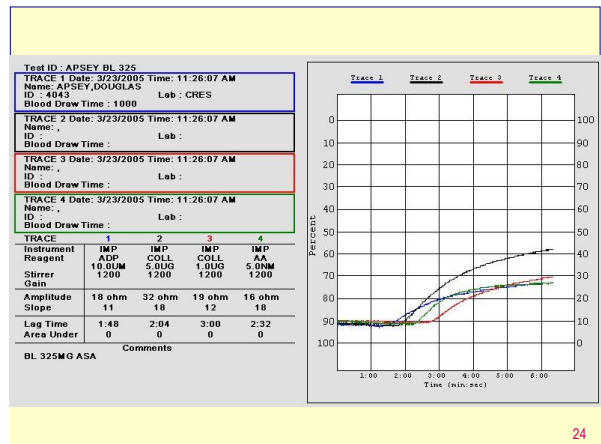 Test ID : APSEY BL 325
TRACE 1 Date: 3/23/2005 Time: 11:26:07 AM
Name: APSEY,DOUGLAS
ID : 4043 Lab : CRES
Blood Draw Time : 1000
TRACE 2 Date: 3/23/2005 Time: 11:26:07 AM
Name: ,
ID : Lab :
Blood Draw Time :
TRACE 3 Date: 3/23/2005 Time: 11:26:07 AM
Name: ,
ID : Lab :
Blood Draw Time :
TRACE 4 Date: 3/23/2005 Time: 11:26:07 AM
Name: ,
ID : Lab :
Blood Draw Time :
TRACE 1 2 3 4
Instrument IMP IMP IMP IMP
Reagent ADP COLL COLL AA
10.0UM 5.0UG 1.0UG 5.0NM
Stirrer 1200 1200 1200 1200
Gain
Amplitude 18 ohm 32 ohm 19 ohm 16 ohm
Slope 11 18 12 18
Lag Time 1:48 2:04 3:00 2:32
Area Under 0 0 0 0
Comments
BL 325MG ASA
Trace 1 Trace 2 Trace 3 Trace 4
0 100
10 90
20 80
30 70
40 60
50 50
60 40
70 30
80 20
90 10
100 0
Percent
1:00 2:00 3:00 4:00 5:00 6:00
Time (min:sec)
24